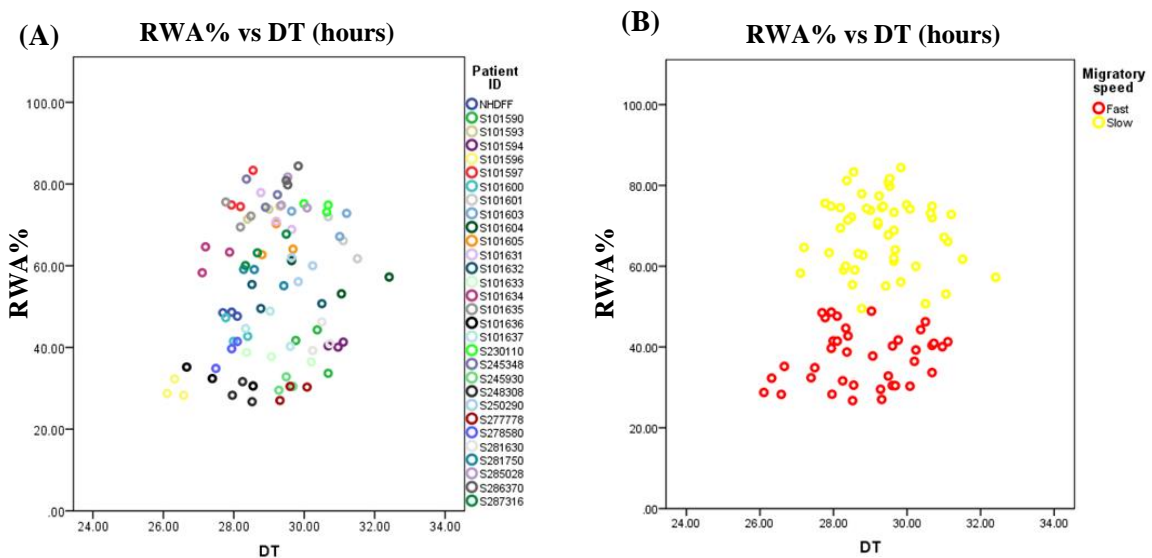 (A) RWA% vs DT (hours)
RWA%
100.00
80.00
60.00
40.00
20.00
.00
24.00 26.00 28.00 30.00 32.00 34.00
DT
Patient
ID
NHDFF
S101590
S101593
S101594
S101596
S101597
S101600
S101601
S101603
S101604
S101605
S101631
S101632
S101633
S101634
S101635
S101636
S101637
S230110
S245348
S245930
S248308
S250290
S277778
S278580
S281630
S281750
S285028
S286370
S287316
(B) RWA% vs DT (hours)
RWA%
100.00
80.00
60.00
40.00
20.00
.00
24.00 26.00 28.00 30.00 32.00 34.00
DT
Migratory
speed
Fast
Slow